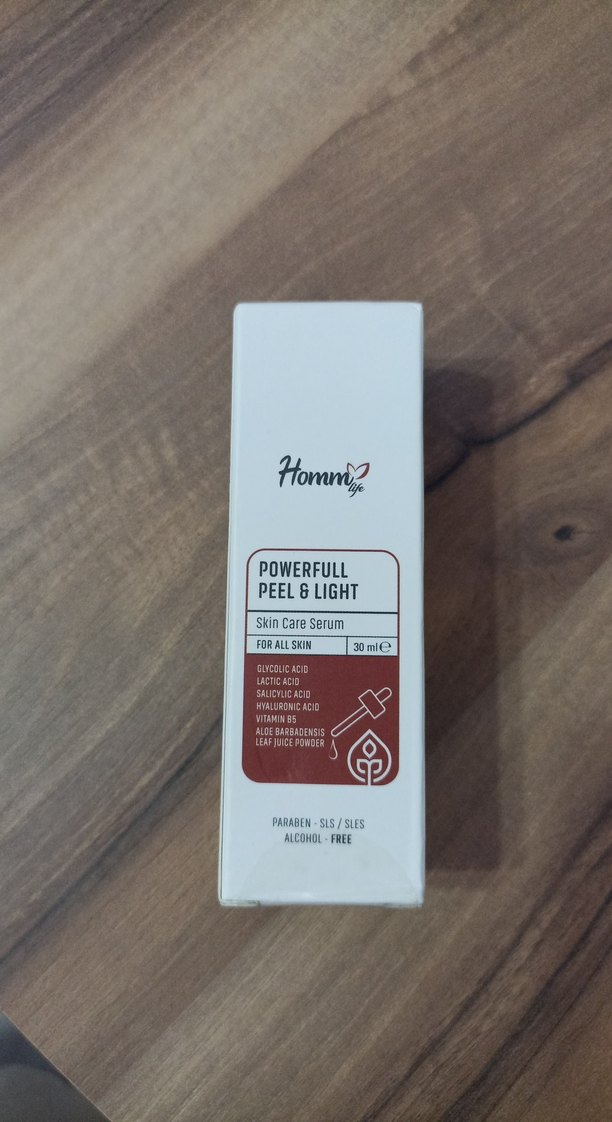 Homm
life
POWERFULL
PEEL & LIGHT
Skin Care Serum
FOR ALL SKIN
30 ml ℮
GLYCOLIC ACID
LACTIC ACID
SALICYLIC ACID
HYALURONIC ACID
VITAMIN B5
ALOE BARBADENSIS
LEAF JUICE POWDER
PARABEN - SLS / SLES
ALCOHOL - FREE